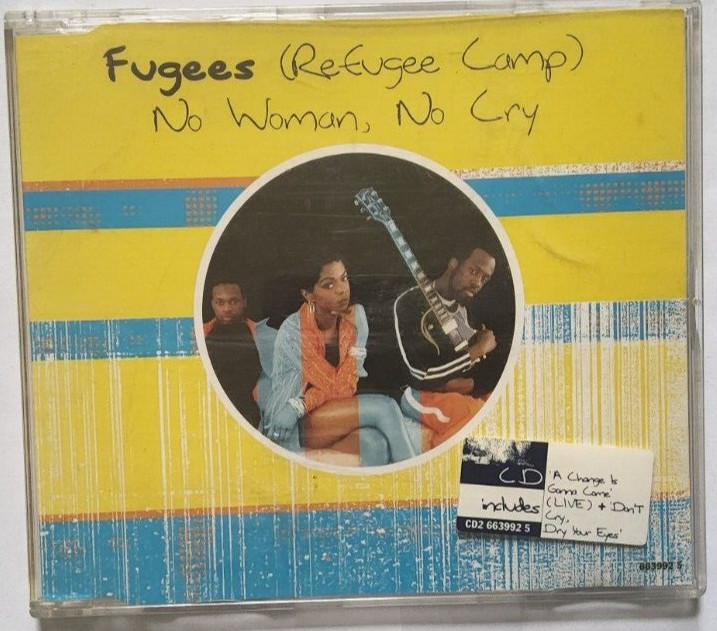 Fugees (Refugee Camp)
No Woman, No Cry
CD
includes
CD2 663992 5
'A Change Is
Gonna Come'
(LIVE) + 'Don't
Cry,
Dry Your Eyes'
663992 5